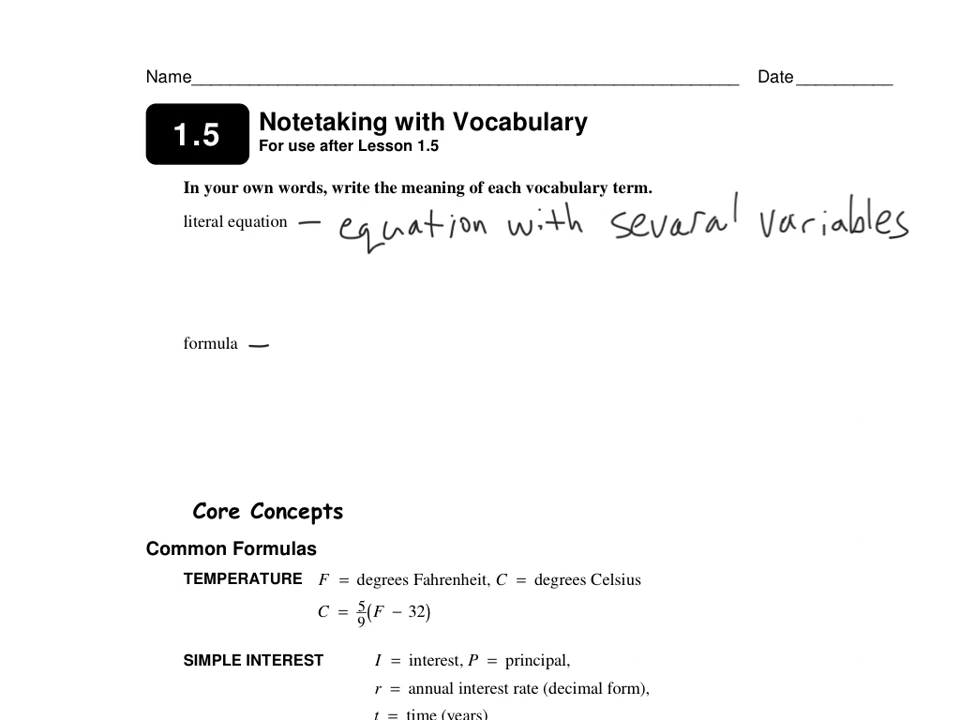 Name Date
1.5 Notetaking with Vocabulary
For use after Lesson 1.5
In your own words, write the meaning of each vocabulary term.
literal equation — equation with sevaral variables
formula —
Core Concepts
Common Formulas
TEMPERATURE F = degrees Fahrenheit, C = degrees Celsius
C = 5/9(F − 32)
SIMPLE INTEREST I = interest, P = principal,
r = annual interest rate (decimal form),
t = time (years)